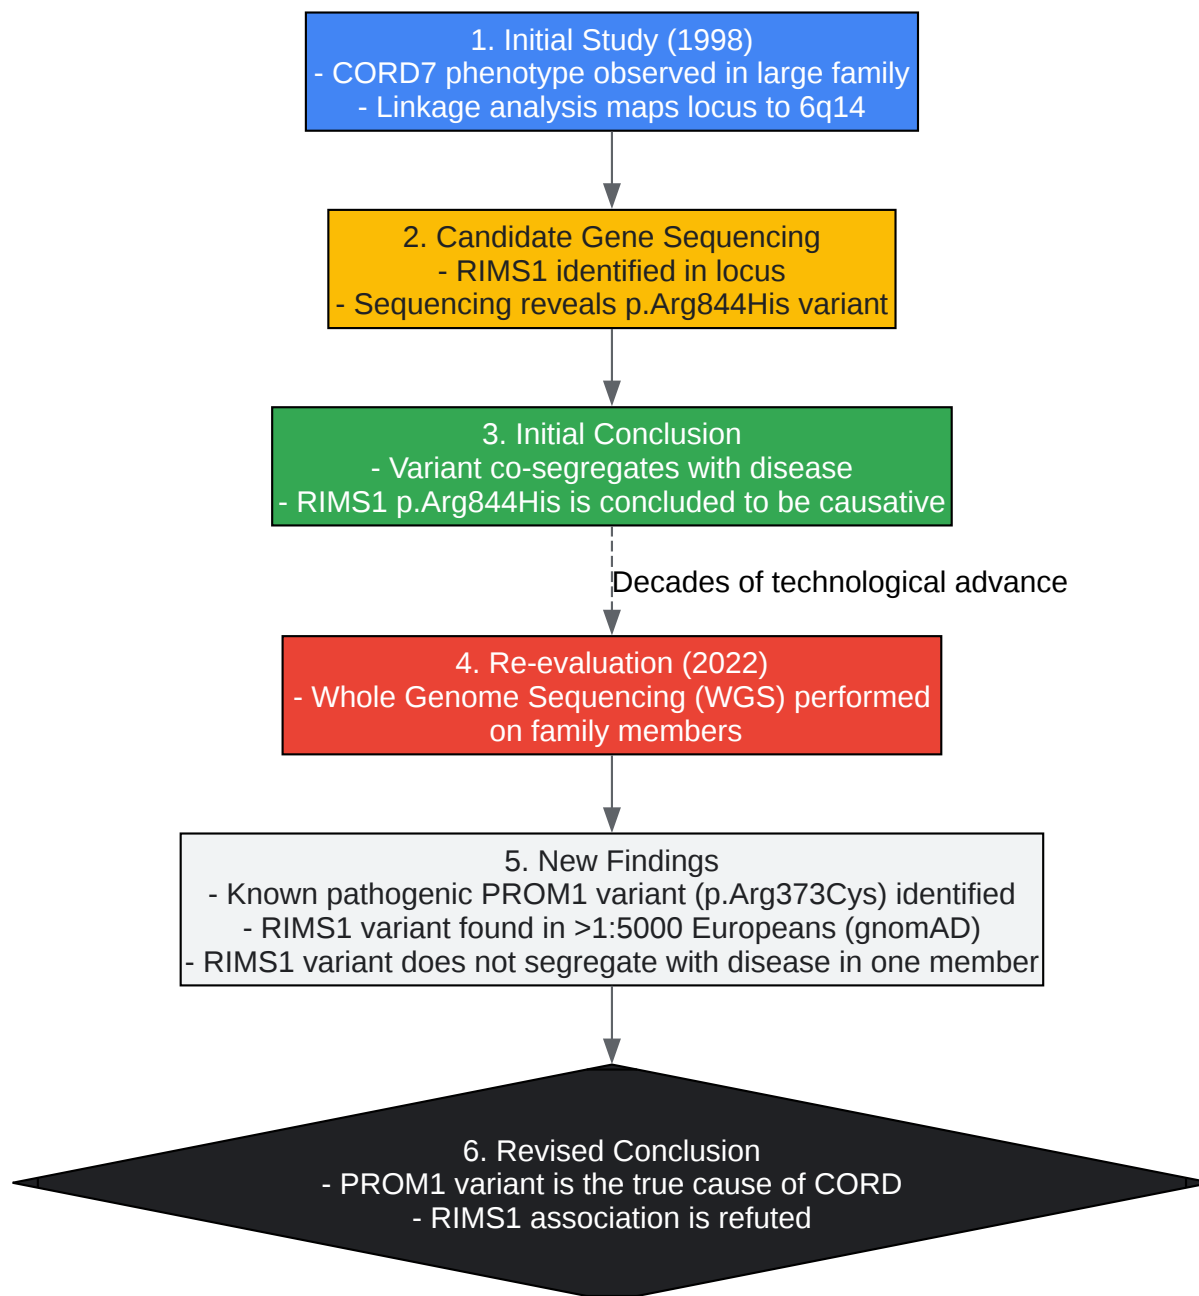 1. Initial Study (1998)
- CORD7 phenotype observed in large family
- Linkage analysis maps locus to 6q14
2. Candidate Gene Sequencing
- RIMS1 identified in locus
- Sequencing reveals p.Arg844His variant
3. Initial Conclusion
- Variant co-segregates with disease
- RIMS1 p.Arg844His is concluded to be causative
Decades of technological advance
4. Re-evaluation (2022)
- Whole Genome Sequencing (WGS) performed
on family members
5. New Findings
- Known pathogenic PROM1 variant (p.Arg373Cys) identified
- RIMS1 variant found in >1:5000 Europeans (gnomAD)
- RIMS1 variant does not segregate with disease in one member
6. Revised Conclusion
- PROM1 variant is the true cause of CORD
- RIMS1 association is refuted